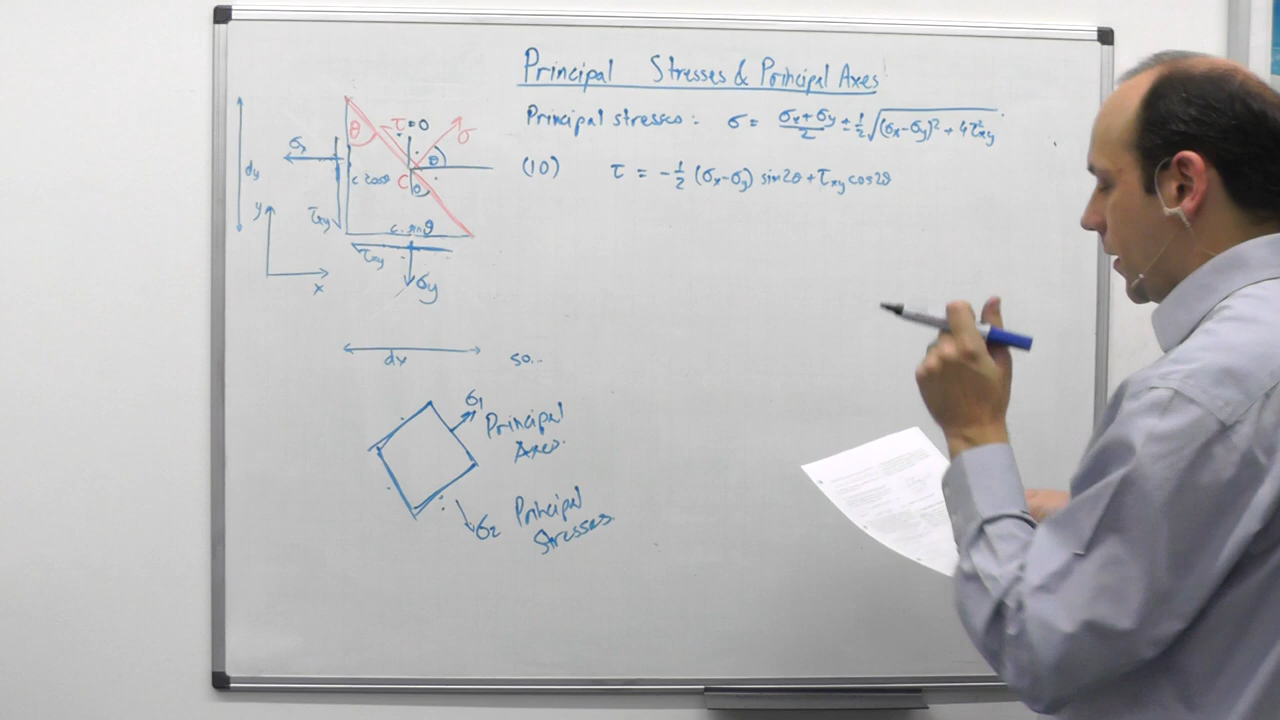 Principal Stresses & Principal Axes
Principal stresses: σ = σx+σy/2 ± 1/2 √(σx-σy)² + 4τ²xy
(10) τ = -1/2 (σx-σy) sin2θ + τxy cos2θ
θ
τ = 0
σ
θ
dy
c cosθ
C
θ
τxy
y
c. sinθ
τxy
x
σy
dx
so..
σ1
Principal
Axes.
σ2
Principal
Stresses.